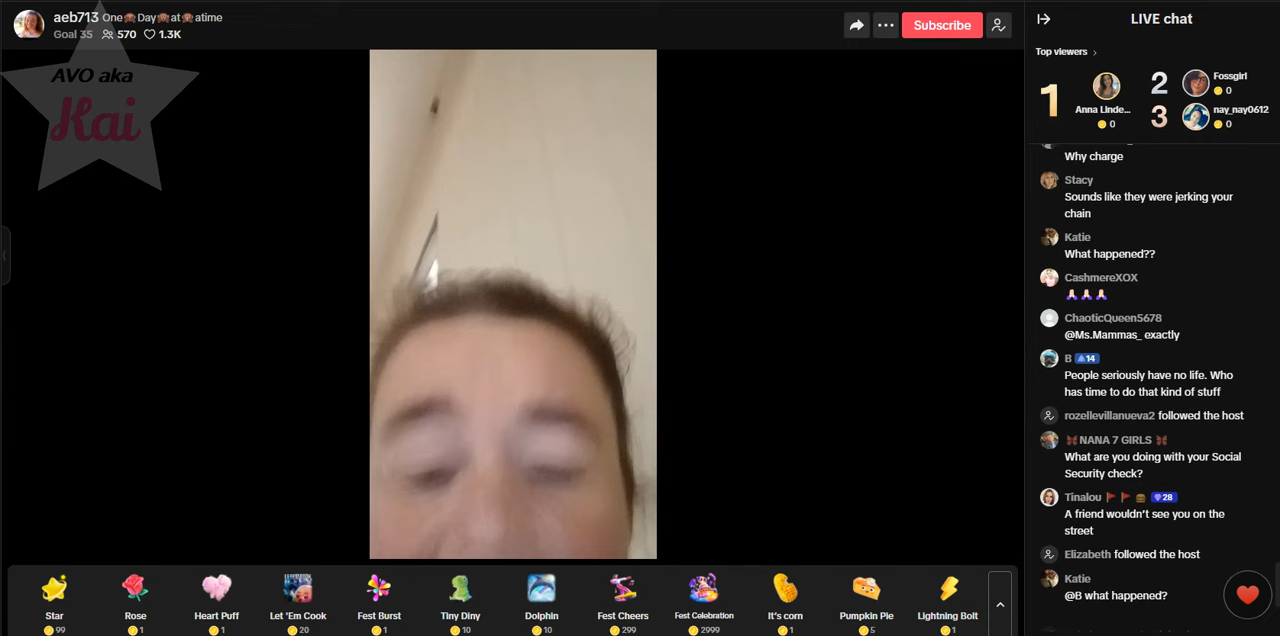 aeb713 One Day at atime
Goal 35 570 1.3K
Subscribe
AVO aka
Kai
LIVE chat
Top viewers
1 Anna Linde... 0
2 Fossgirl 0
3 nay_nay0612 0
Why charge
Stacy
Sounds like they were jerking your
chain
Katie
What happened??
CashmereXOX
ChaoticQueen5678
@Ms.Mammas_ exactly
B 14
People seriously have no life. Who
has time to do that kind of stuff
rozellevillanueva2 followed the host
NANA 7 GIRLS
What are you doing with your Social
Security check?
Tinalou 28
A friend wouldn't see you on the
street
Elizabeth followed the host
Katie
@B what happened?
Star Rose Heart Puff Let 'Em Cook Fest Burst Tiny Diny Dolphin Fest Cheers Fest Celebration It's corn Pumpkin Pie Lightning Bolt
99 1 1 20 1 10 10 299 2999 1 5 1